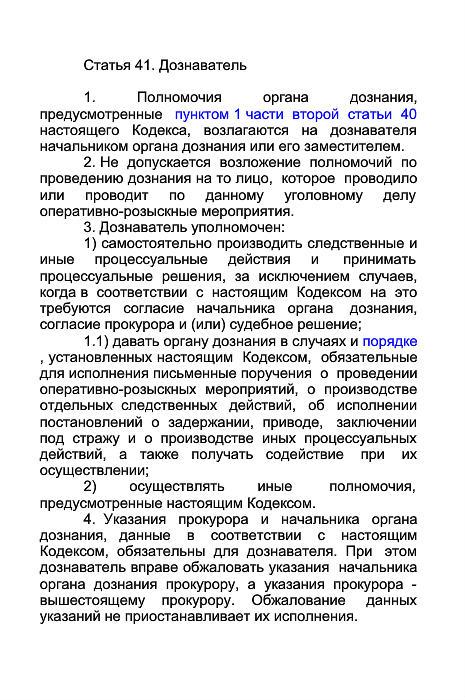 Статья 41. Дознаватель
1. Полномочия органа дознания,
предусмотренные пунктом 1 части второй статьи 40
настоящего Кодекса, возлагаются на дознавателя
начальником органа дознания или его заместителем.
2. Не допускается возложение полномочий по
проведению дознания на то лицо, которое проводило
или проводит по данному уголовному делу
оперативно-розыскные мероприятия.
3. Дознаватель уполномочен:
1) самостоятельно производить следственные и
иные процессуальные действия и принимать
процессуальные решения, за исключением случаев,
когда в соответствии с настоящим Кодексом на это
требуются согласие начальника органа дознания,
согласие прокурора и (или) судебное решение;
1.1) давать органу дознания в случаях и порядке
, установленных настоящим Кодексом, обязательные
для исполнения письменные поручения о проведении
оперативно-розыскных мероприятий, о производстве
отдельных следственных действий, об исполнении
постановлений о задержании, приводе, заключении
под стражу и о производстве иных процессуальных
действий, а также получать содействие при их
осуществлении;
2) осуществлять иные полномочия,
предусмотренные настоящим Кодексом.
4. Указания прокурора и начальника органа
дознания, данные в соответствии с настоящим
Кодексом, обязательны для дознавателя. При этом
дознаватель вправе обжаловать указания начальника
органа дознания прокурору, а указания прокурора -
вышестоящему прокурору. Обжалование данных
указаний не приостанавливает их исполнения.